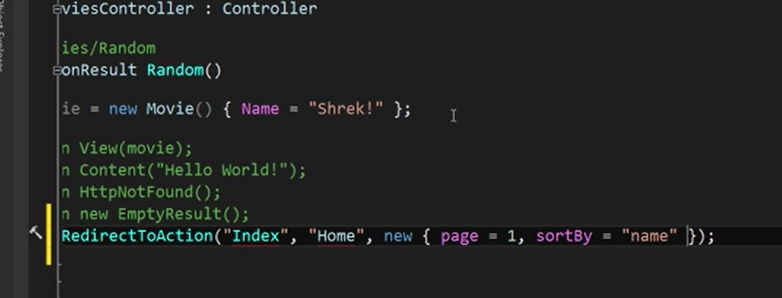 viesController : Controller
ies/Random
onResult Random()
ie = new Movie() { Name = "Shrek!" };
n View(movie);
n Content("Hello World!");
n HttpNotFound();
n new EmptyResult();
RedirectToAction("Index", "Home", new { page = 1, sortBy = "name" });